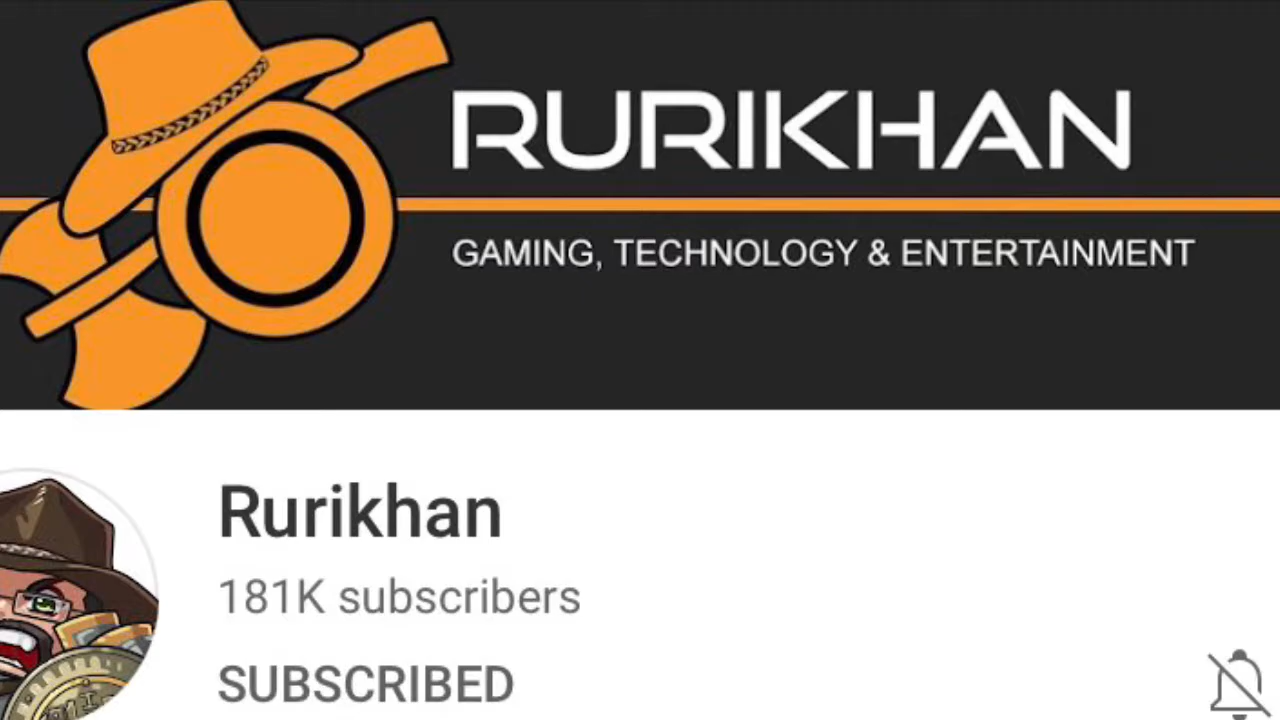 RURIKHAN
GAMING, TECHNOLOGY & ENTERTAINMENT
Rurikhan
181K subscribers
SUBSCRIBED